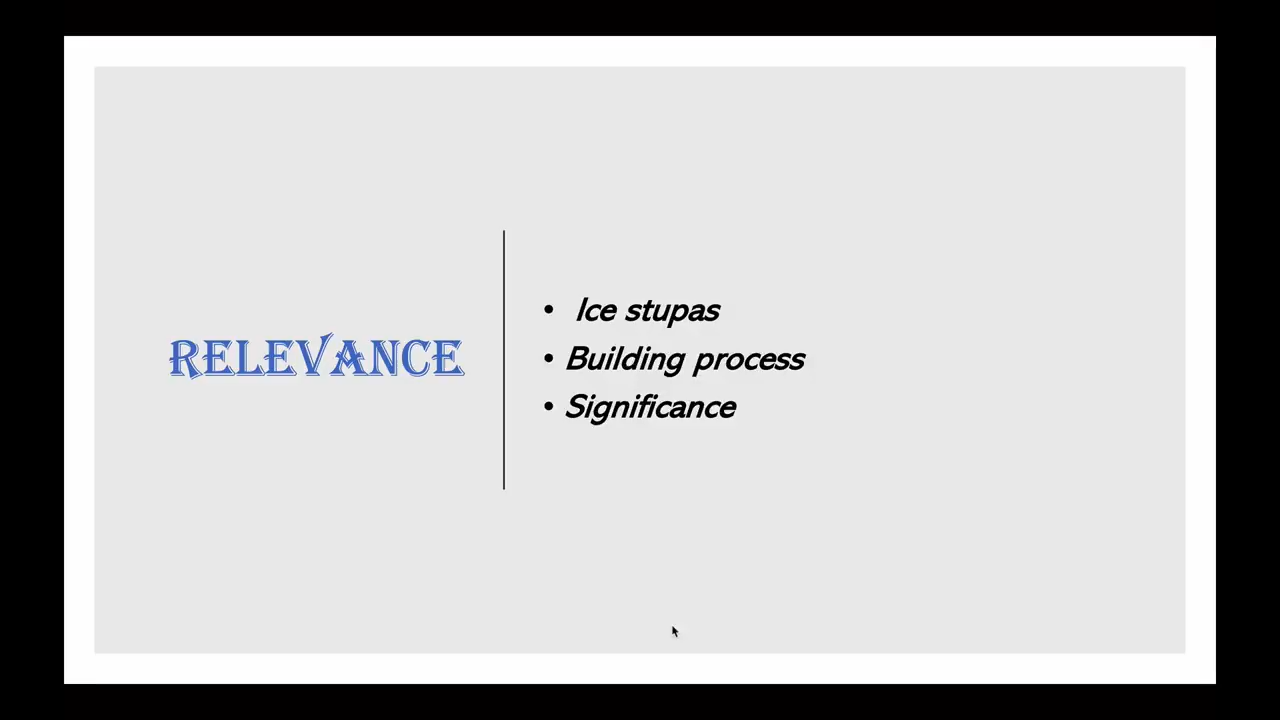 RELEVANCE
• Ice stupas
• Building process
• Significance